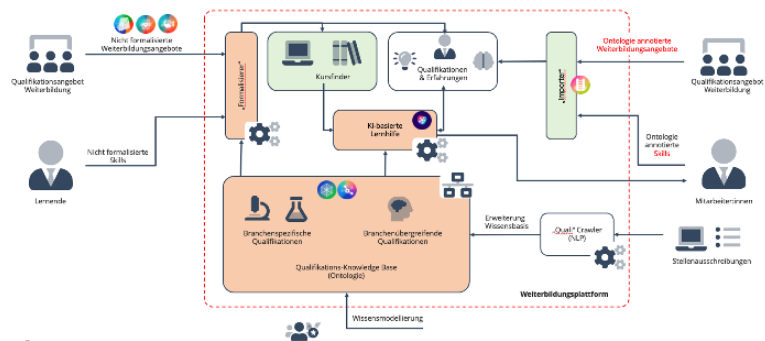 Nicht formalisierte
Weiterbildungsangebote
Qualifikationsangebot
Weiterbildung
Nicht formalisierte
Skills
Lernende
„Formalisierer“
Kursfinder
Qualifikationen
& Erfahrungen
„Importer“
KI-basierte
Lernhilfe
Ontologie annotierte
Weiterbildungsangebote
Qualifikationsangebot
Weiterbildung
Ontologie
annotierte
Skills
Mitarbeiter:innen
Branchenspezifische
Qualifikationen
Branchenübergreifende
Qualifikationen
Qualifikations-Knowledge Base
(Ontologie)
Erweiterung
Wissensbasis
„Quali“ Crawler
(NLP)
Stellenausschreibungen
Weiterbildungsplattform
Wissensmodellierung